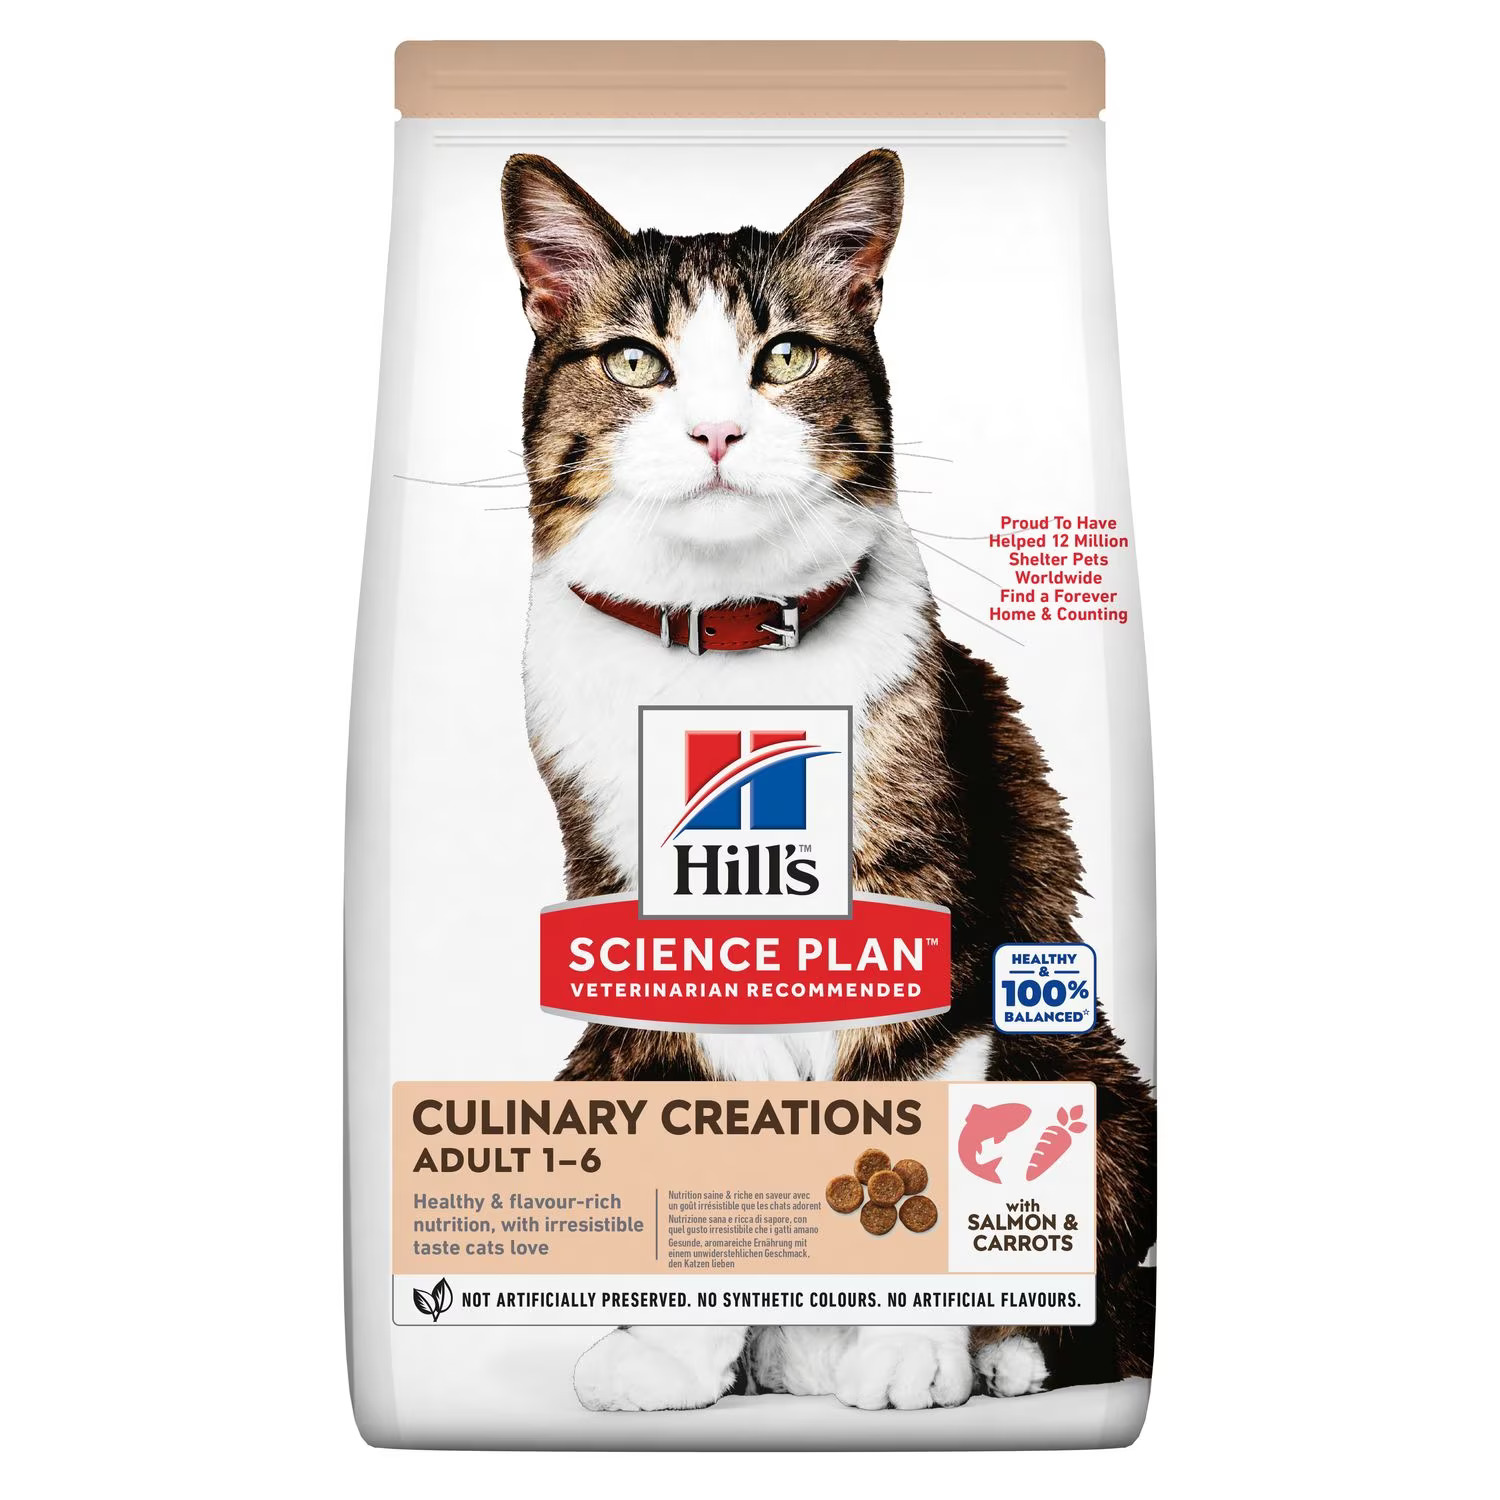 Proud To Have
Helped 12 Million
Shelter Pets
Worldwide
Find a Forever
Home & Counting
Hill's™
SCIENCE PLAN™
VETERINARIAN RECOMMENDED
HEALTHY
&
100%
BALANCED☆
CULINARY CREATIONS
ADULT 1–6
Healthy & flavour-rich
nutrition, with irresistible
taste cats love
Nutrition saine & riche en saveur avec
un goût irrésistible que les chats adorent
Nutrizione sana e ricca di sapore, con
quel gusto irresistibile che i gatti amano
Gesunde, aromareiche Ernährung mit
einem unwiderstehlichen Geschmack,
den Katzen lieben
with
SALMON &
CARROTS
NOT ARTIFICIALLY PRESERVED. NO SYNTHETIC COLOURS. NO ARTIFICIAL FLAVOURS.